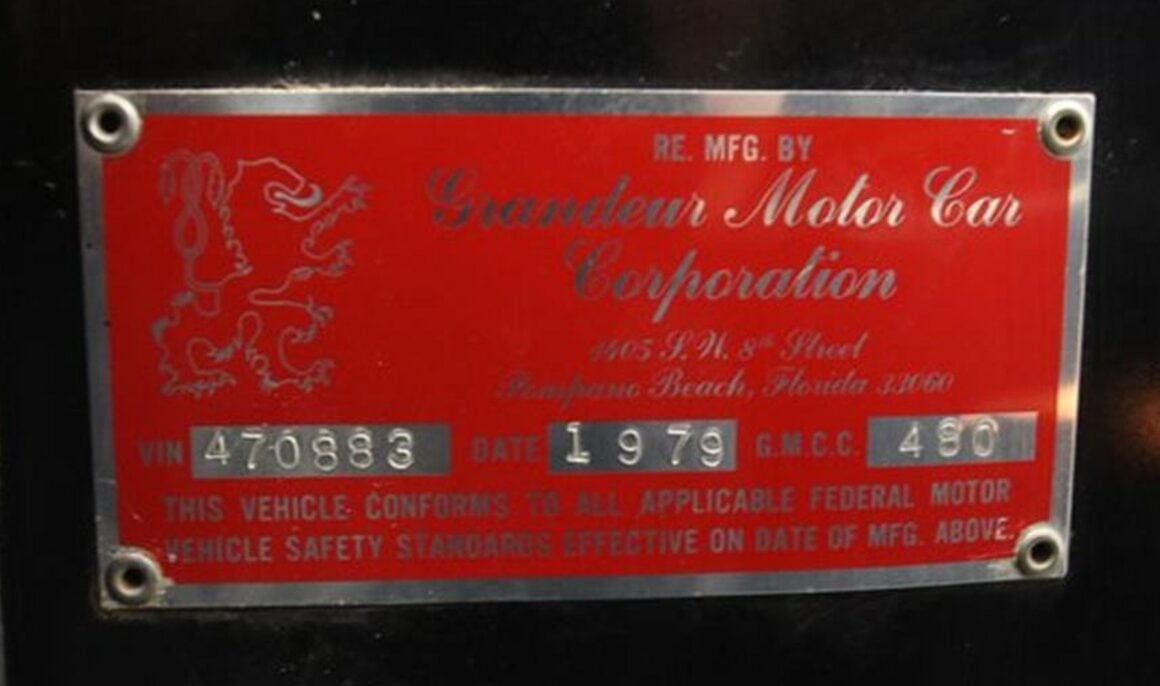 RE. MFG. BY
Grandeur Motor Car
Corporation
1405 S.W. 8th Street
Pompano Beach, Florida 33060
VIN 470883 DATE 1979 G.M.C.C. 480
THIS VEHICLE CONFORMS TO ALL APPLICABLE FEDERAL MOTOR
VEHICLE SAFETY STANDARDS EFFECTIVE ON DATE OF MFG. ABOVE.